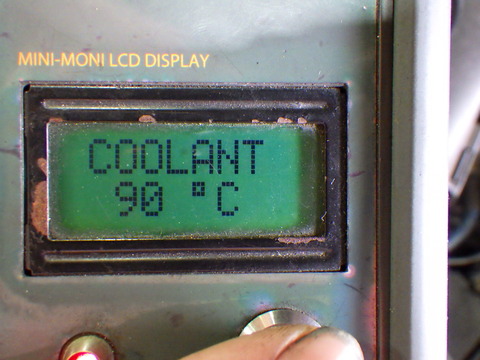 MINI-MONI LCD DISPLAY
COOLANT
90 °C